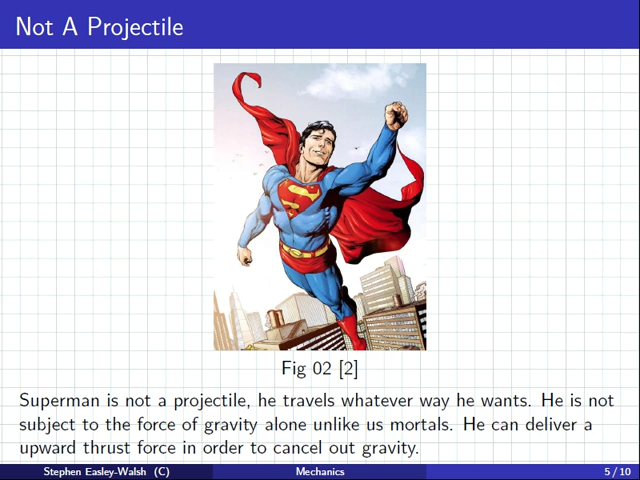 Not A Projectile
S
Fig 02 [2]
Superman is not a projectile, he travels whatever way he wants. He is not
subject to the force of gravity alone unlike us mortals. He can deliver a
upward thrust force in order to cancel out gravity.
Stephen Easley-Walsh (C) Mechanics 5 / 10